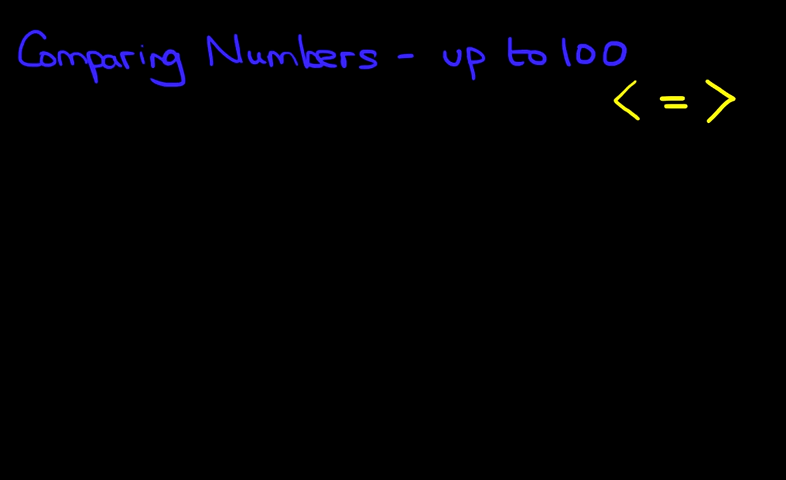 Comparing Numbers - up to 100
< = >